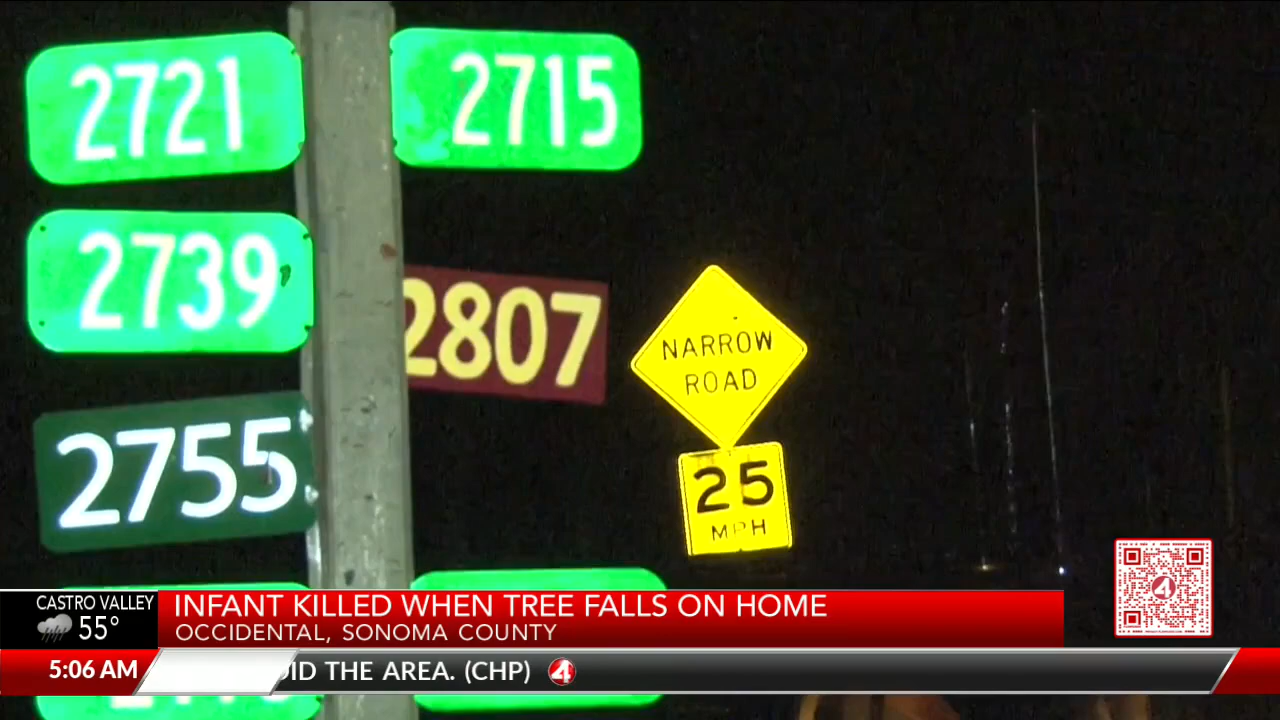 2721
2715
2739
2807
2755
NARROW
ROAD
25
MPH
CASTRO VALLEY
55°
INFANT KILLED WHEN TREE FALLS ON HOME
OCCIDENTAL, SONOMA COUNTY
5:06 AM
THE AREA. (CHP)
4
4